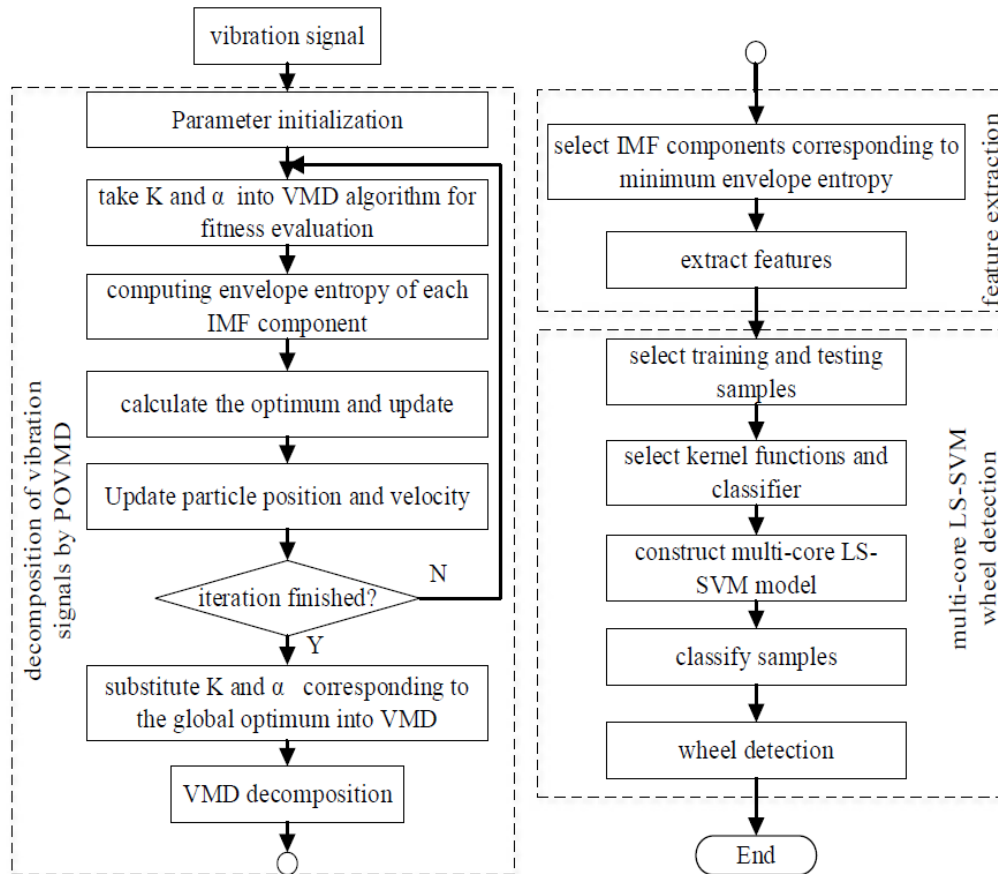 vibration signal
Parameter initialization
take K and α into VMD algorithm for
fitness evaluation
computing envelope entropy of each
IMF component
calculate the optimum and update
Update particle position and velocity
iteration finished?
N
Y
substitute K and α corresponding to
the global optimum into VMD
VMD decomposition
decomposition of vibration
signals by POVMD
select IMF components corresponding to
minimum envelope entropy
extract features
feature extraction
select training and testing
samples
select kernel functions and
classifier
construct multi-core LS-
SVM model
classify samples
wheel detection
multi-core LS-SVM
wheel detection
End